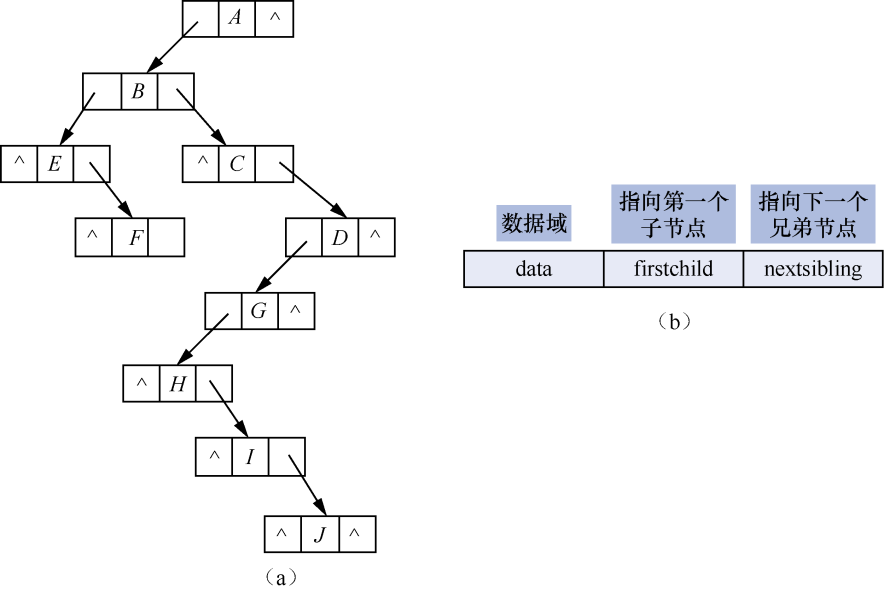 A ^
B
^ E
^ C
^ F
D ^
G ^
^ H
^ I
^ J ^
(a)
数据域
指向第一个
子节点
指向下一个
兄弟节点
data firstchild nextsibling
(b)